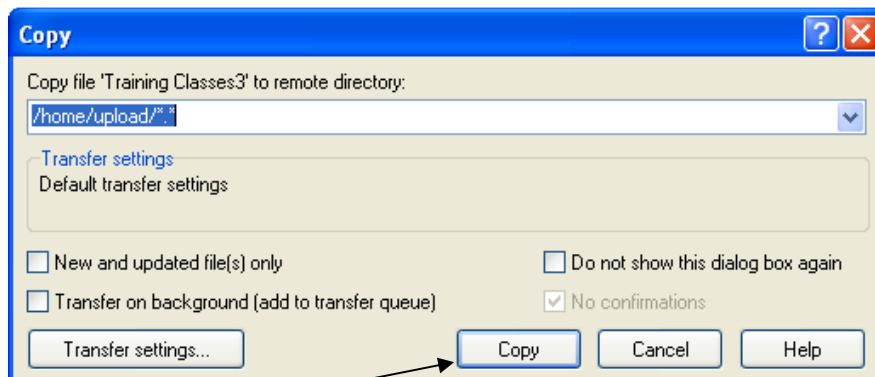 Copy
Copy file 'Training Classes3' to remote directory:
/home/upload/*.*
Transfer settings
Default transfer settings
New and updated file(s) only
Do not show this dialog box again
Transfer on background (add to transfer queue)
No confirmations
Transfer settings...
Copy
Cancel
Help